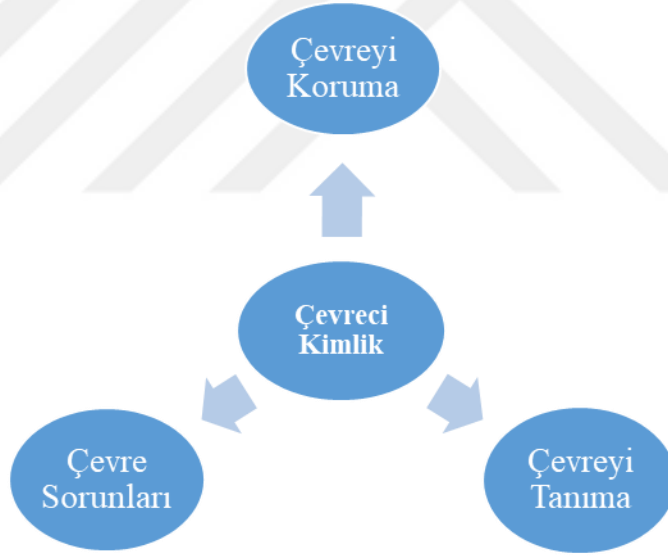 Çevreyi
Koruma
Çevreci
Kimlik
Çevre
Sorunları
Çevreyi
Tanıma